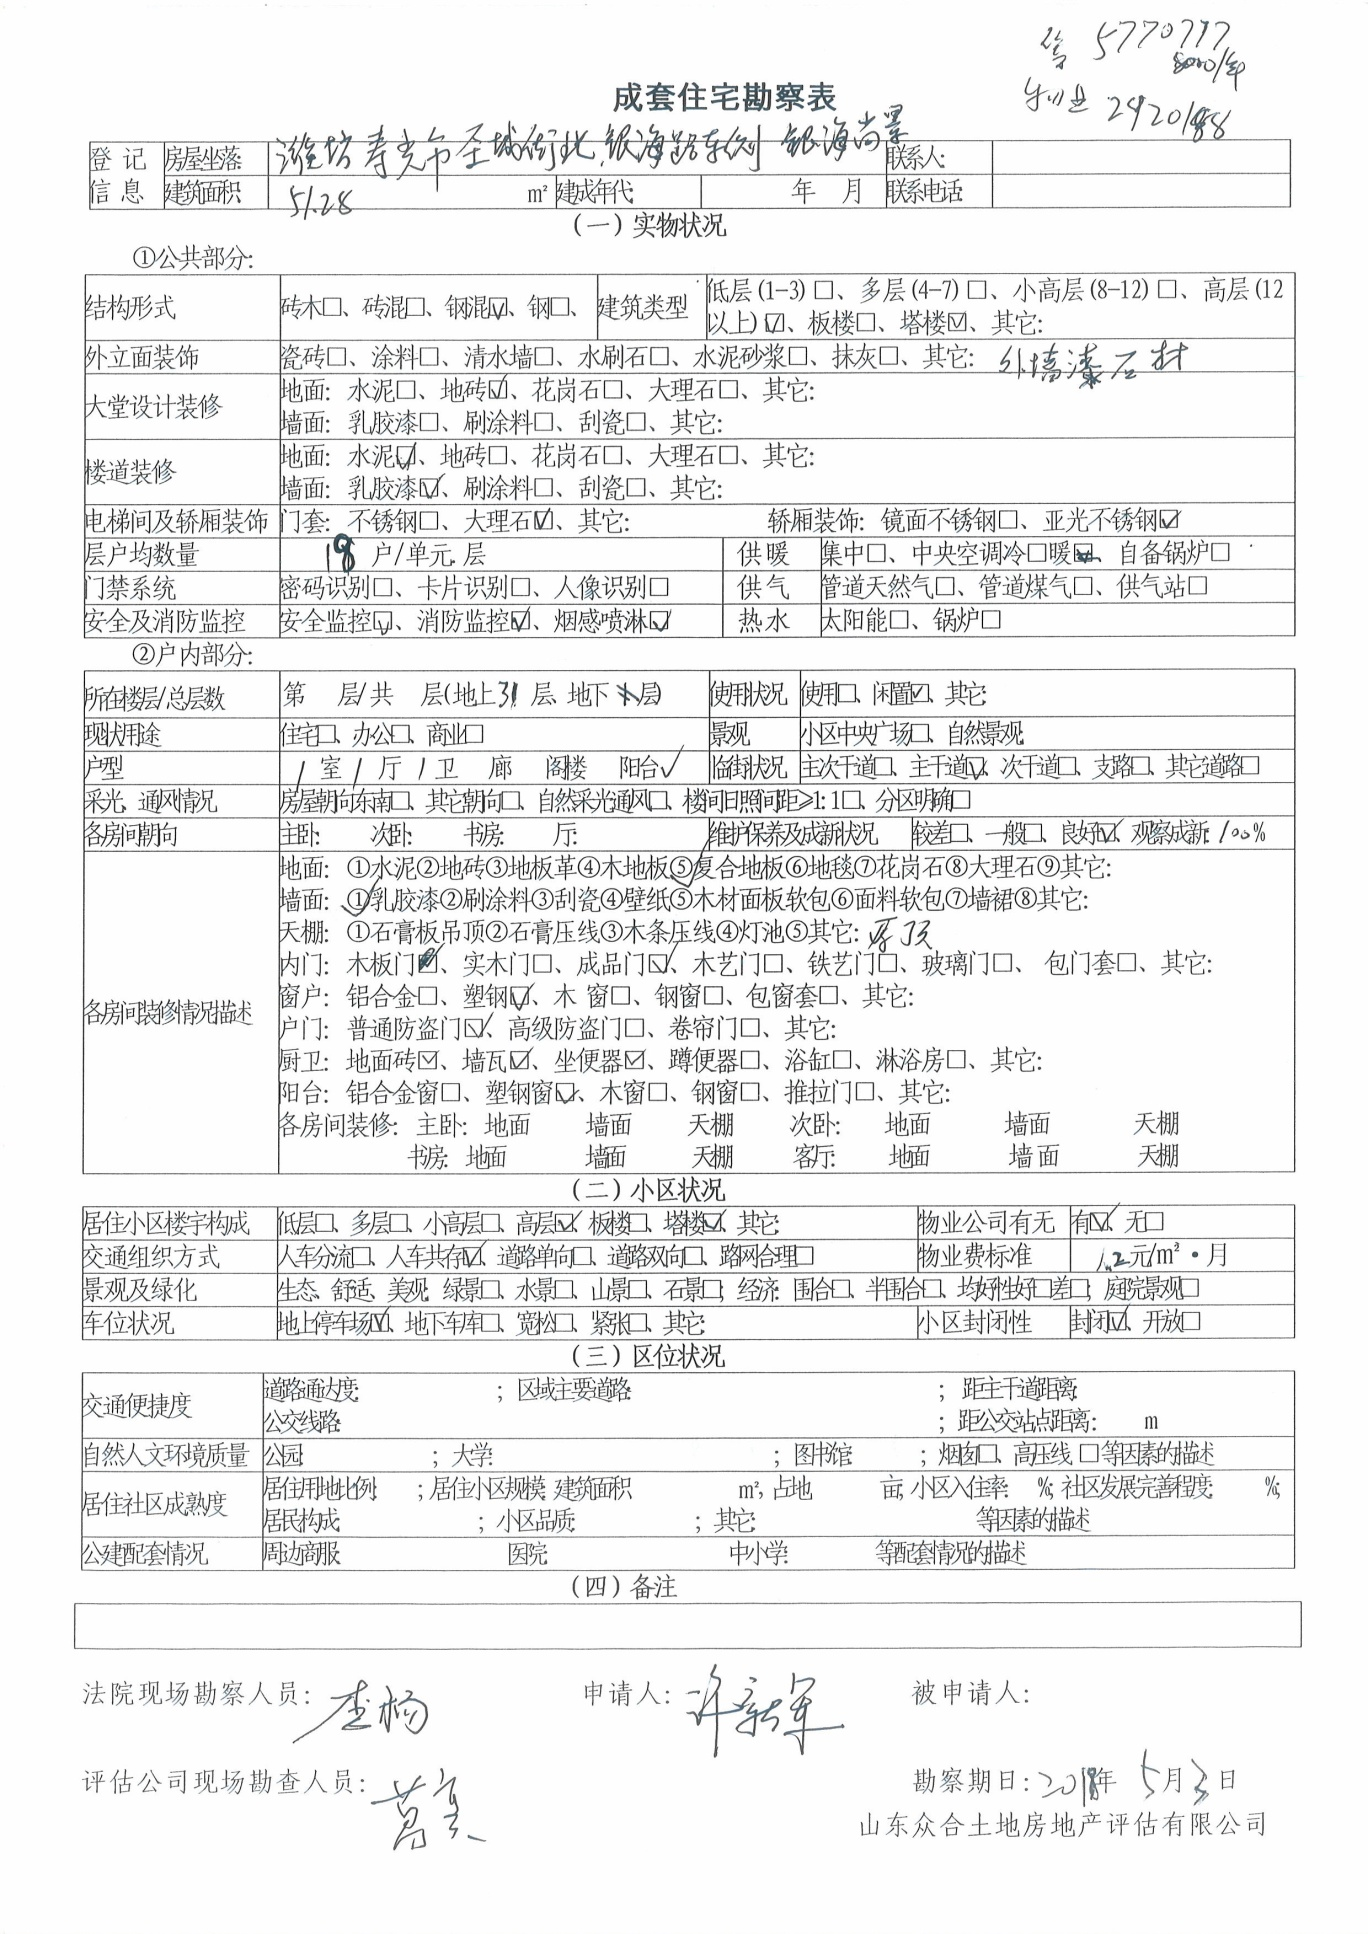 5770797
8000/年
物业 2920188
成套住宅勘察表
登记信息 房屋坐落: 潍坊寿光市圣城街北,银海路东侧 银海尚景 联系人:
建筑面积: 51.28 ㎡ 建成年代: 年 月 联系电话:
(一)实物状况
①公共部分:
结构形式 砖木□、砖混□、钢混☑、钢□、 建筑类型 低层(1-3)□、多层(4-7)□、小高层(8-12)□、高层(12
以上)☑、板楼□、塔楼☑、其它:
外立面装饰 瓷砖□、涂料□、清水墙□、水刷石□、水泥砂浆□、抹灰□、其它: 外墙漆石材
大堂设计装修 地面: 水泥□、地砖☑、花岗石□、大理石□、其它:
墙面: 乳胶漆□、刷涂料□、刮瓷□、其它:
楼道装修 地面: 水泥☑、地砖□、花岗石□、大理石□、其它:
墙面: 乳胶漆☑、刷涂料□、刮瓷□、其它:
电梯间及轿厢装饰 门套: 不锈钢□、大理石☑、其它: 轿厢装饰: 镜面不锈钢□、亚光不锈钢☑
层户均数量 18 户/单元.层 供暖 集中□、中央空调冷□暖☑、自备锅炉□
门禁系统 密码识别□、卡片识别□、人像识别□ 供气 管道天然气□、管道煤气□、供气站□
安全及消防监控 安全监控☑、消防监控☑、烟感喷淋☑ 热水 太阳能□、锅炉□
②户内部分:
所在楼层/总层数 第 层/共 层(地上31层、地下 层) 使用状况 使用□、闲置☑、其它:
现状用途 住宅□、办公□、商业□ 景观 小区中央广场□、自然景观
户型 1室1厅1卫 廊 阁楼 阳台✓ 临街状况 主次干道□、主干道☑、次干道□、支路□、其它道路□
采光、通风情况 房屋朝向东南□、其它朝向□、自然采光通风□、楼间日照间距≥1:1□、分区明确□
各房间朝向 主卧: 次卧: 书房: 厅: 维护保养及成新状况 较差□、一般□、良好☑、观察成新: 100%
各房间装修情况描述 地面: ①水泥②地砖③地板革④木地板⑤复合地板⑥地毯⑦花岗石⑧大理石⑨其它:
墙面: ①乳胶漆②刷涂料③刮瓷④壁纸⑤木材面板软包⑥面料软包⑦墙裙⑧其它:
天棚: ①石膏板吊顶②石膏压线③木条压线④灯池⑤其它: 平顶
内门: 木板门■、实木门□、成品门☑、木艺门□、铁艺门□、玻璃门□、 包门套□、其它:
窗户: 铝合金□、塑钢☑、木 窗□、钢窗□、包窗套□、其它:
户门: 普通防盗门☑、高级防盗门□、卷帘门□、其它:
厨卫: 地面砖☑、墙瓦☑、坐便器☑、蹲便器□、浴缸□、淋浴房□、其它:
阳台: 铝合金窗□、塑钢窗☑、木窗□、钢窗□、推拉门□、其它:
各房间装修: 主卧: 地面 墙面 天棚 次卧: 地面 墙面 天棚
书房: 地面 墙面 天棚 客厅: 地面 墙面 天棚
(二)小区状况
居住小区楼宇构成 低层□、多层□、小高层□、高层☑、板楼□、塔楼☑、其它: 物业公司有无 有☑、无□
交通组织方式 人车分流□、人车共存☑、道路单向□、道路双向□、路网合理□ 物业费标准 1.2元/m²·月
景观及绿化 生态、舒适、美观: 绿景□、水景□、山景□、石景□; 经济: 围合□、半围合□、均好性好□差□; 庭院景观□
车位状况 地上停车场☑、地下车库□、宽松□、紧张□、其它: 小区封闭性 封闭☑、开放□
(三)区位状况
交通便捷度 道路通达度: ; 区域主要道路: ; 距主干道距离:
公交线路: ; 距公交站点距离: m
自然人文环境质量 公园: ; 大学: ; 图书馆: ; 烟囱□、高压线 □等因素的描述
居住社区成熟度 居住用地比例: ; 居住小区规模: 建筑面积 ㎡, 占地 亩; 小区入住率: %; 社区发展完善程度: %;
居民构成: ; 小区品质: ; 其它: 等因素的描述
公建配套情况 周边商服: 医院: 中小学: 等配套情况的描述
(四)备注
法院现场勘察人员: 李杨 申请人: 许新军 被申请人:
评估公司现场勘查人员: 葛亮 勘察期日: 2018年 5月3日
山东众合土地房地产评估有限公司